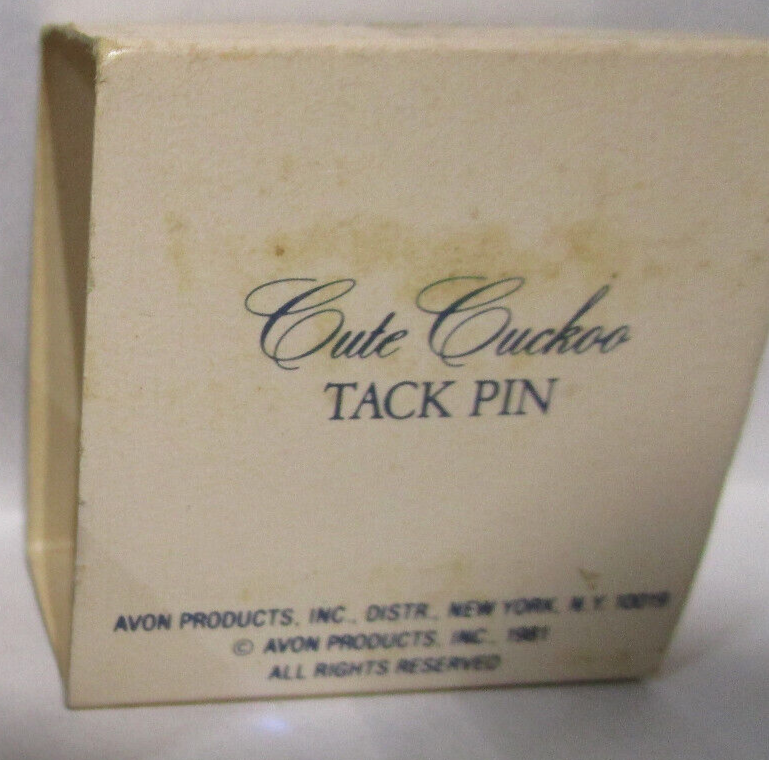 Cute Cuckoo
TACK PIN
AVON PRODUCTS, INC., DISTR., NEW YORK, N.Y. 10019
© AVON PRODUCTS, INC., 1981
ALL RIGHTS RESERVED